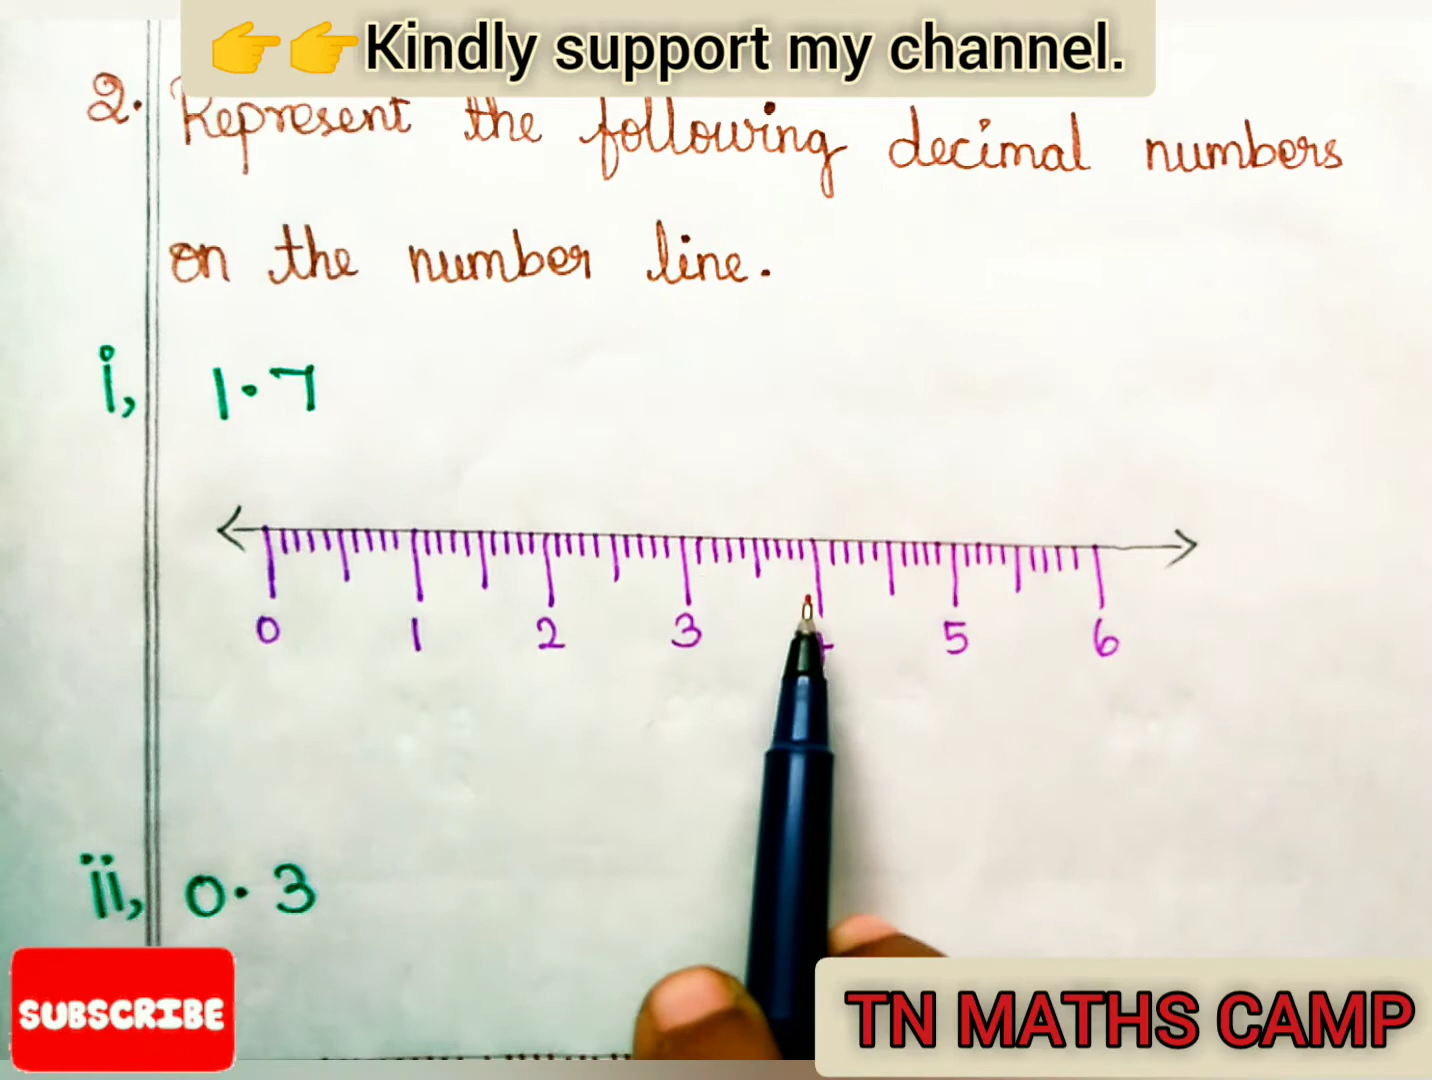 👉👉Kindly support my channel.
2. Represent the following decimal numbers
on the number line.
i, 1.7
0 1 2 3 4 5 6
ii, 0.3
SUBSCRIBE
TN MATHS CAMP